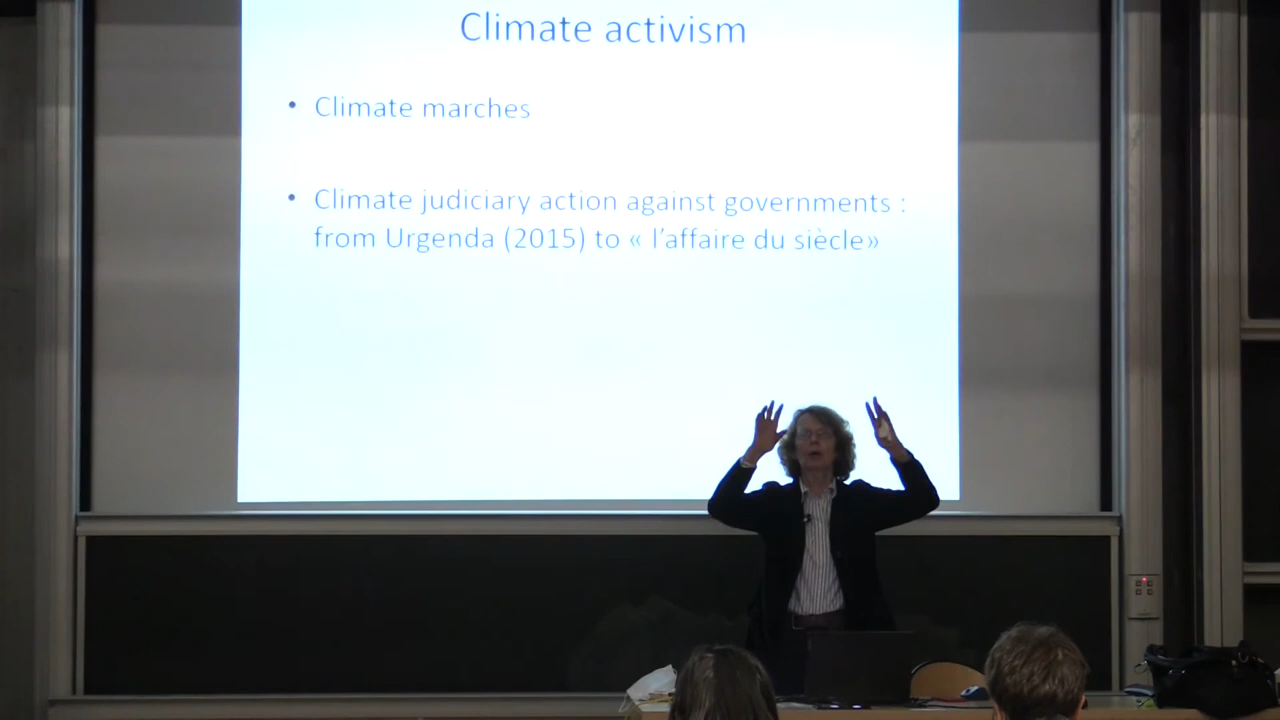 Climate activism
• Climate marches
• Climate judiciary action against governments :
from Urgenda (2015) to « l’affaire du siècle»